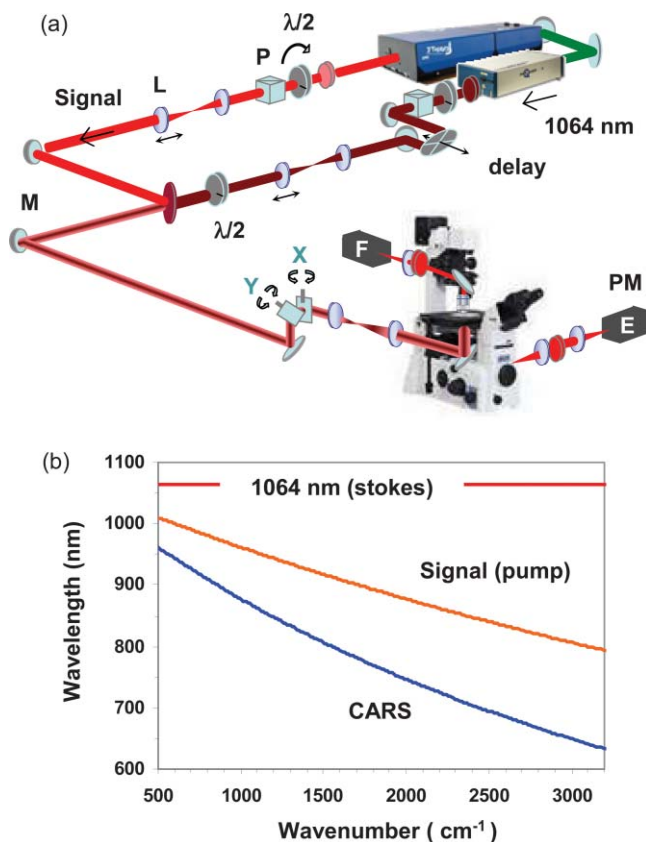 (a)
λ/2
P
L
Signal
1064 nm
delay
M
λ/2
X
Y
F
PM
E
(b)
1100
1000
900
800
700
600
Wavelength (nm)
1064 nm (stokes)
Signal (pump)
CARS
500 1000 1500 2000 2500 3000
Wavenumber ( cm⁻¹)